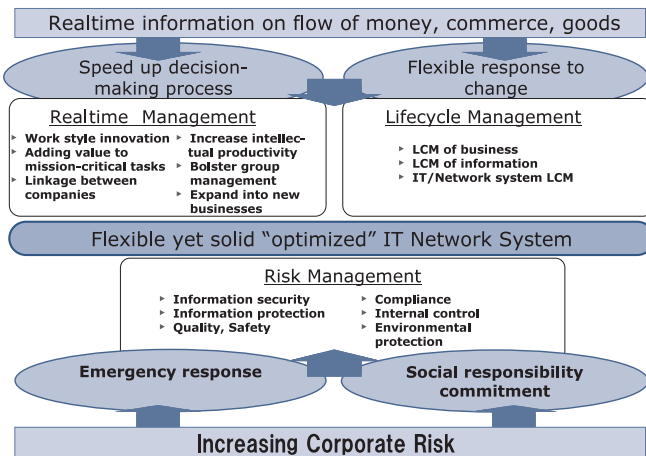 Realtime information on flow of money, commerce, goods
Speed up decision-
making process
Flexible response to
change
Realtime Management
▸ Work style innovation
▸ Adding value to
mission-critical tasks
▸ Linkage between
companies
▸ Increase intellec-
tual productivity
▸ Bolster group
management
▸ Expand into new
businesses
Lifecycle Management
▸ LCM of business
▸ LCM of information
▸ IT/Network system LCM
Flexible yet solid “optimized” IT Network System
Risk Management
▸ Information security
▸ Information protection
▸ Quality, Safety
▸ Compliance
▸ Internal control
▸ Environmental
protection
Emergency response
Social responsibility
commitment
Increasing Corporate Risk